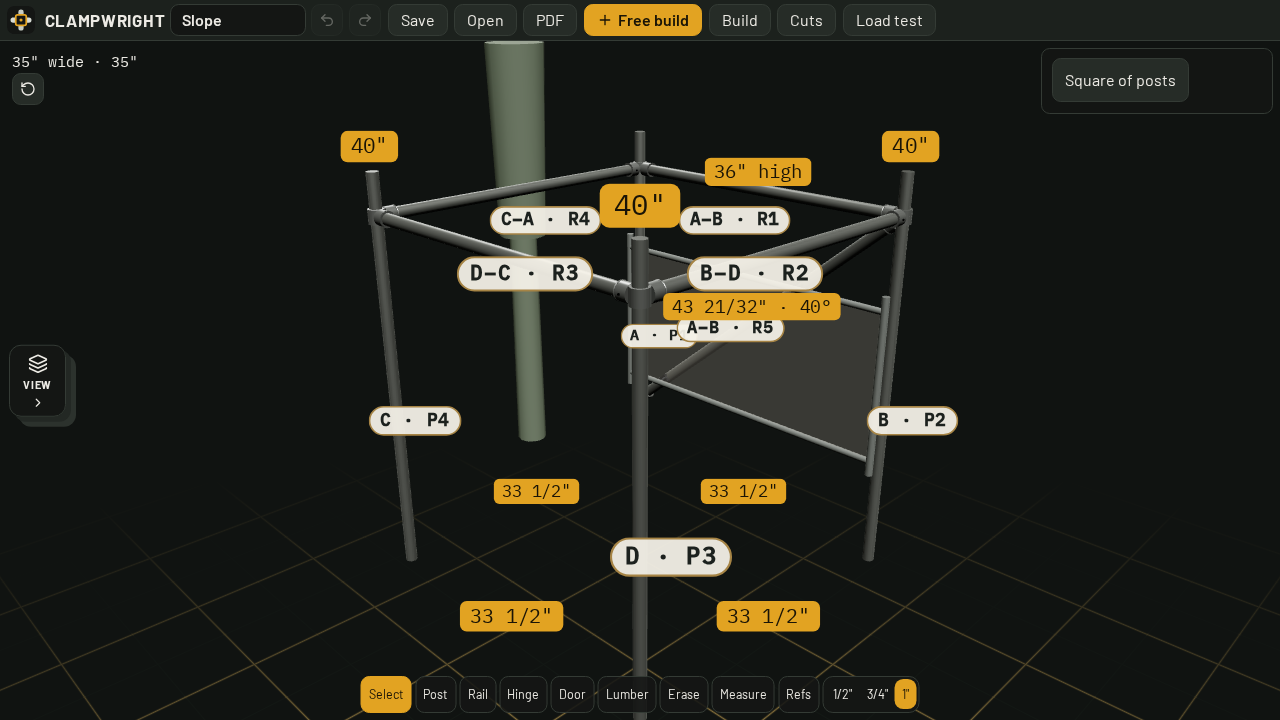 CLAMPWRIGHT
Slope
Save
Open
PDF
+ Free build
Build
Cuts
Load test
35" wide · 35"
Square of posts
40"
40"
36" high
40"
C–A · R4
A–B · R1
D–C · R3
B–D · R2
43 21/32" · 40°
A–B · R5
VIEW
C · P4
B · P2
33 1/2"
33 1/2"
D · P3
33 1/2"
33 1/2"
Select
Post
Rail
Hinge
Door
Lumber
Erase
Measure
Refs
1/2"
3/4"
1"